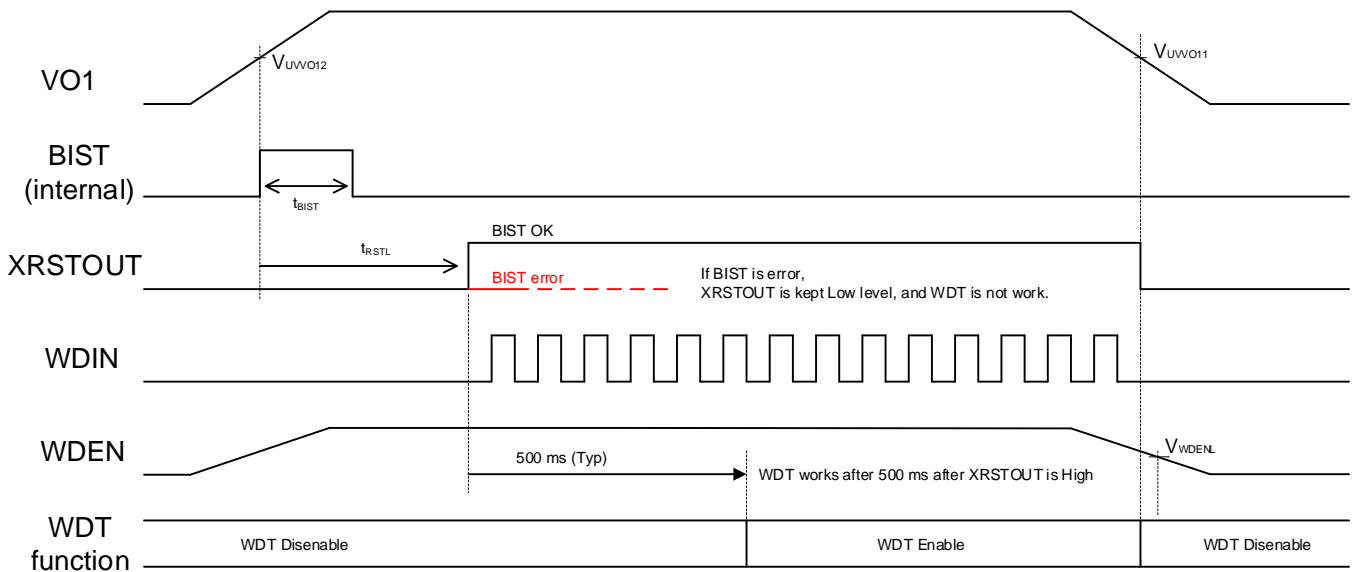 VO1
VUVVO12
VUVVO11
BIST
(internal)
tBIST
XRSTOUT
tRSTL
BIST OK
BIST error
If BIST is error,
XRSTOUT is kept Low level, and WDT is not work.
WDIN
WDEN
500 ms (Typ)
WDT works after 500 ms after XRSTOUT is High
VWDENL
WDT
function
WDT Disenable
WDT Enable
WDT Disenable